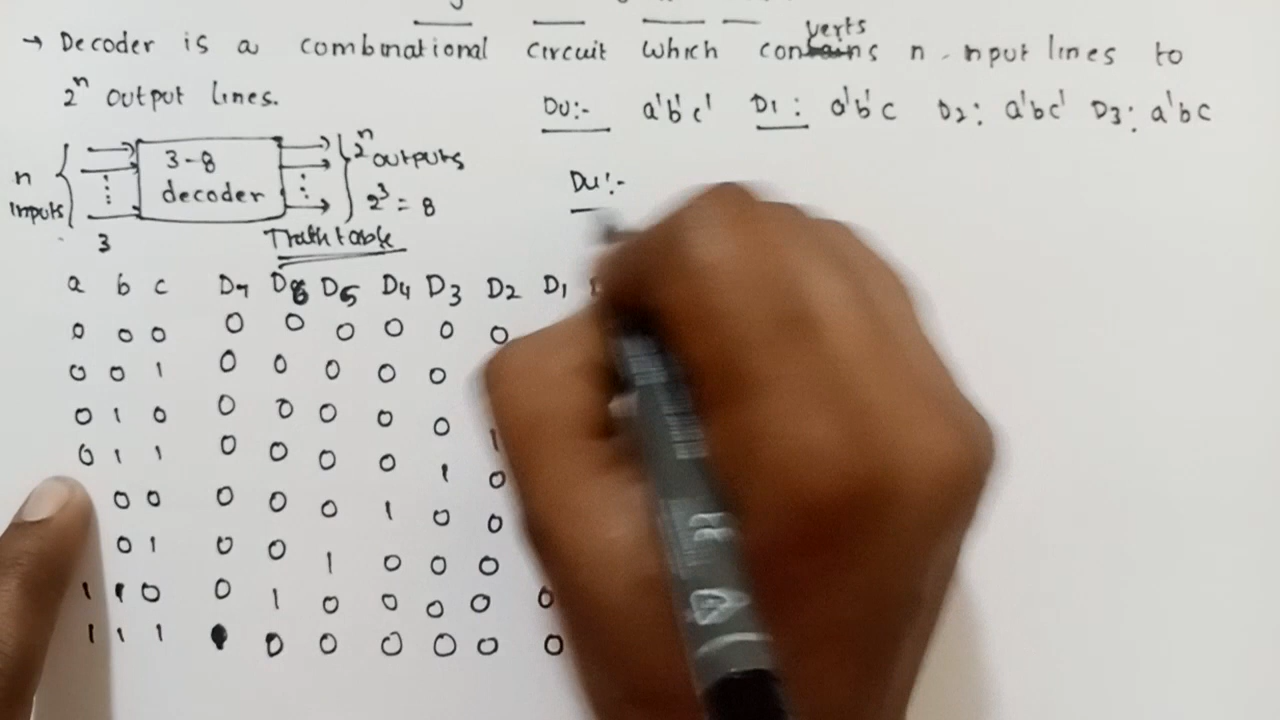 → Decoder is a combinational circuit which converts n-input lines to
2^n output lines.
D0:- a'b'c' D1: a'b'c D2: a'bc' D3: a'bc
n inputs 3-8 decoder 2^n outputs
2^3 = 8
3
D4:-
Truth table
a b c D7 D6 D5 D4 D3 D2 D1
0 0 0 0 0 0 0 0 0
0 0 1 0 0 0 0 0
0 1 0 0 0 0 0 0 1
0 1 1 0 0 0 0 1 0
0 0 0 0 0 1 0 0
0 1 0 0 1 0 0 0
1 1 0 0 1 0 0 0 0 0
1 1 1 0 0 0 0 0 0